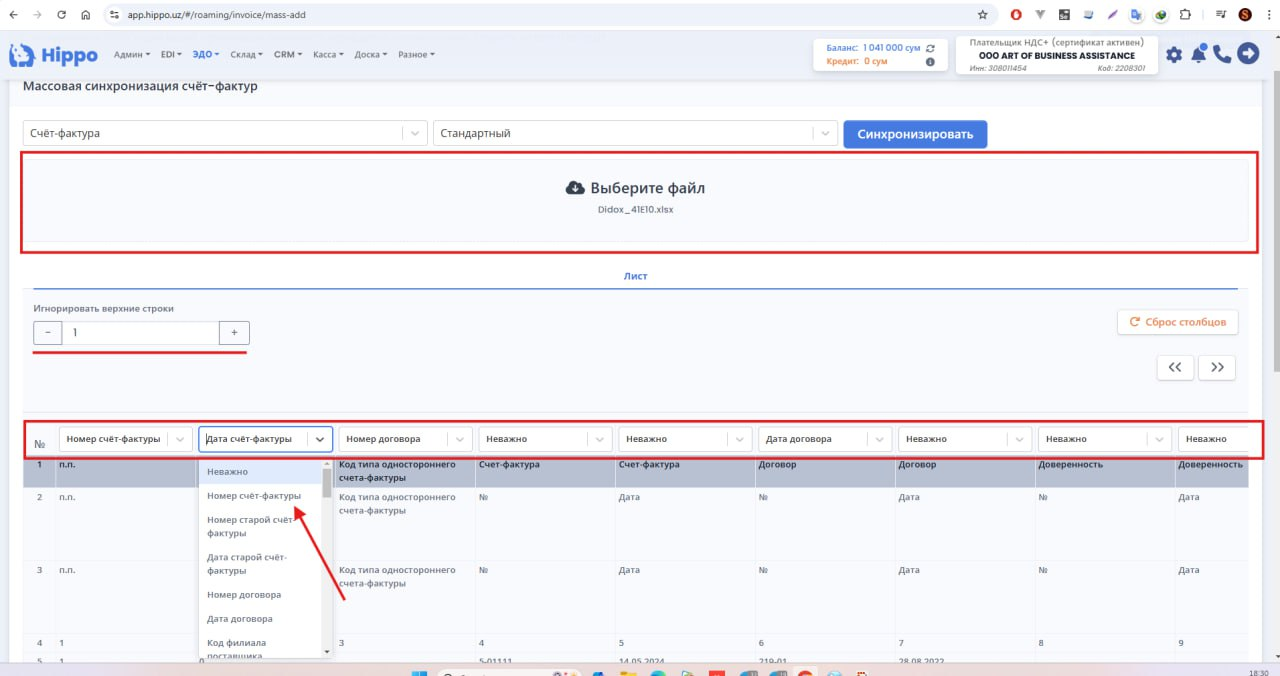 app.hippo.uz/#/roaming/invoice/mass-add
Hippo Админ EDI ЭДО Склад CRM Касса Доска Разное
Баланс: 1 041 000 сум
Кредит: 0 сум
Плательщик НДС+ (сертификат активен)
ООО ART OF BUSINESS ASSISTANCE
Инн: 308011454 Код: 2208301
Массовая синхронизация счёт-фактур
Счёт-фактура Стандартный Синхронизировать
Выберите файл
Didox_41E10.xlsx
Лист
Игнорировать верхние строки
- 1 +
Сброс столбцов
<< >>
№ Номер счёт-фактуры Дата счёт-фактуры Номер договора Неважно Неважно Дата договора Неважно Неважно Неважно
1 п.п. Код типа одностороннего счета-фактуры Счет-фактура Счет-фактура Договор Договор Доверенность Доверенность
Неважно
Номер счёт-фактуры
Номер старой счёт-
фактуры
Дата старой счёт-
фактуры
Номер договора
Дата договора
Код филиала
поставщика
2 п.п. Код типа одностороннего счета-фактуры № Дата № Дата № Дата
3 п.п. Код типа одностороннего счета-фактуры № Дата № Дата № Дата
4 1 3 4 5 6 7 8 9
5 1 0 5-01111 14.05.2024 219-01 28.08.2022
18:30